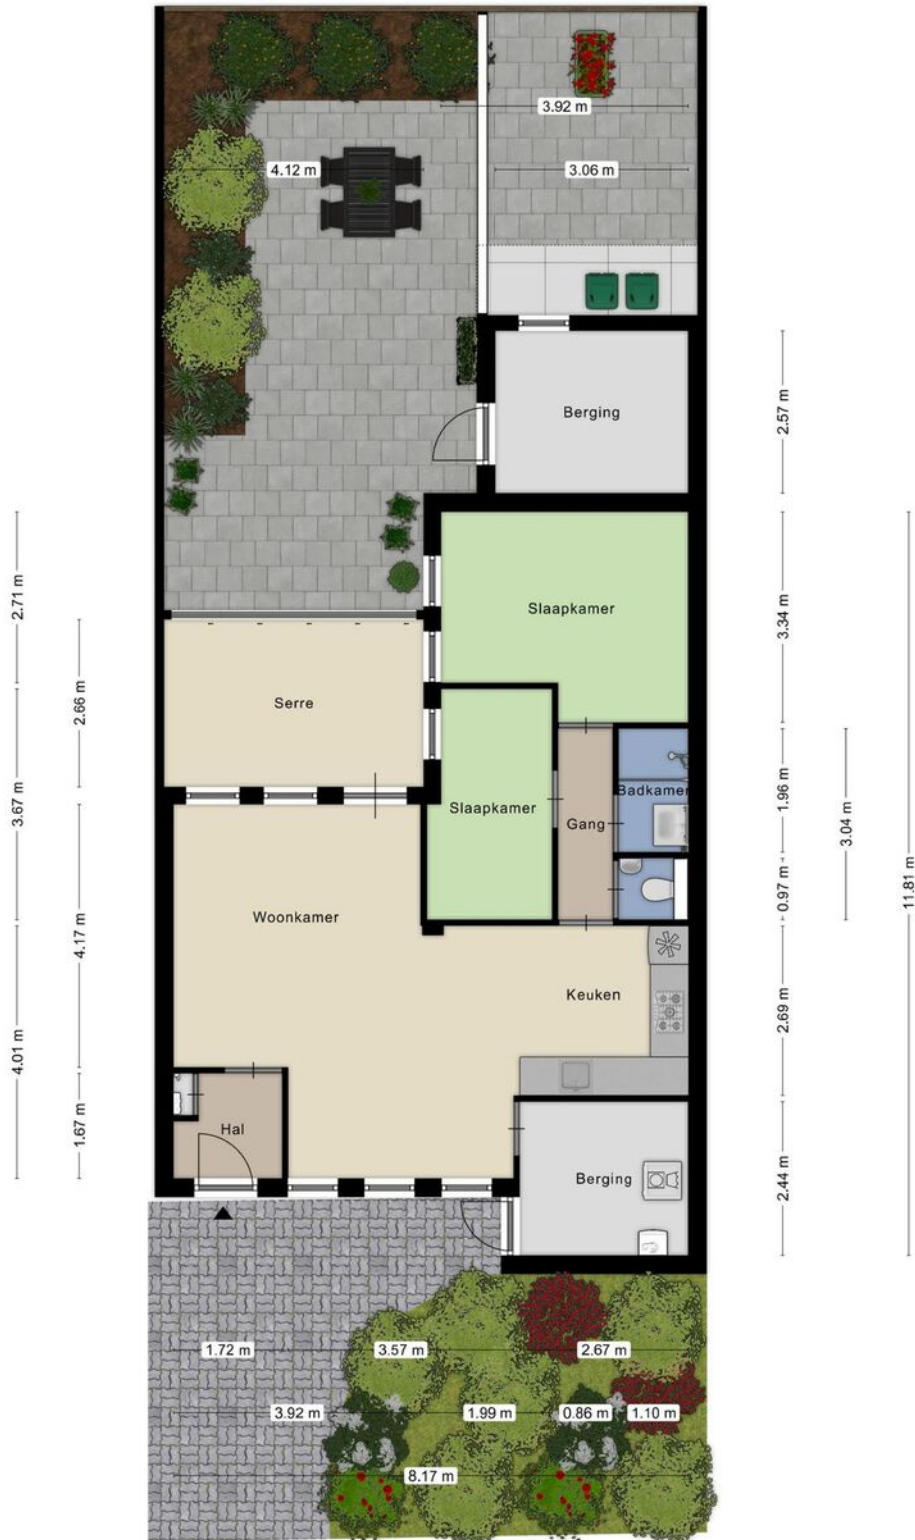 3.92 m
4.12 m
3.06 m
Berging
2.57 m
2.71 m
Slaapkamer
3.34 m
2.66 m
Serre
3.67 m
Slaapkamer
Gang
Badkamer
1.96 m
3.04 m
11.81 m
0.97 m
4.17 m
Woonkamer
Keuken
2.69 m
4.01 m
1.67 m
Hal
Berging
2.44 m
1.72 m
3.57 m
2.67 m
3.92 m
1.99 m
0.86 m
1.10 m
8.17 m